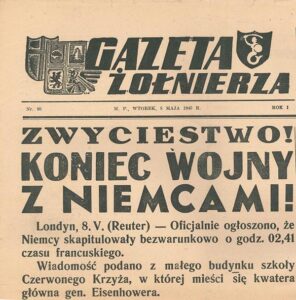 GAZETA
ŻOŁNIERZA
M. P., WTOREK, 8 MAJA 1945 R.
ROK I
ZWYCIESTWO!
KONIEC WOJNY
Z NIEMCAMI!
Londyn, 8. V. (Reuter) — Oficjalnie ogłoszono, że
Niemcy skapitulowały bezwarunkowo o godz. 02,41
czasu francuskiego.
Wiadomość podano z małego budynku szkoły
Czerwonego Krzyża, w której mieści się kwatera
główna gen. Eisenhowera.